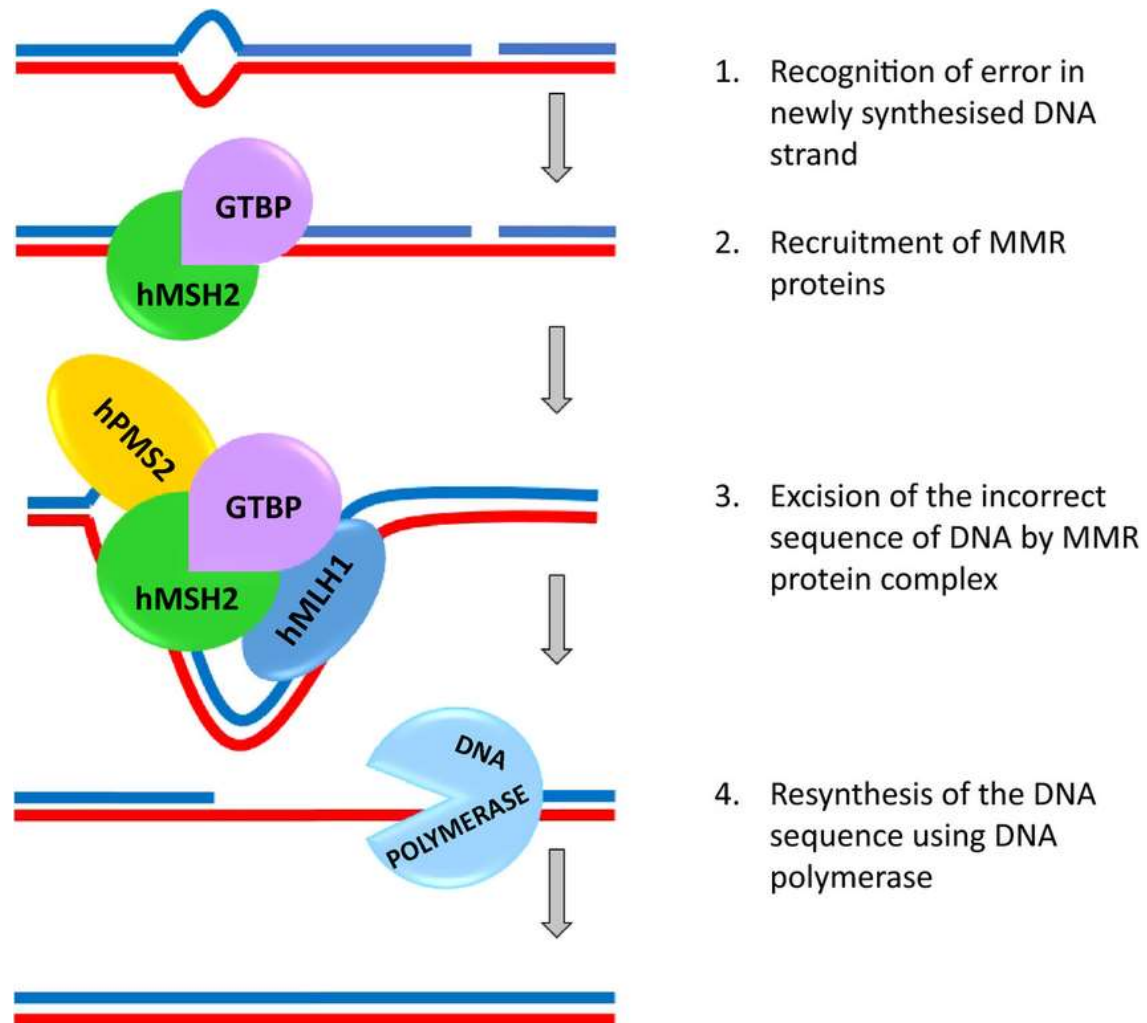 1. Recognition of error in
newly synthesised DNA
strand
GTBP
hMSH2
2. Recruitment of MMR
proteins
hPMS2
GTBP
hMSH2
hMLH1
3. Excision of the incorrect
sequence of DNA by MMR
protein complex
DNA
POLYMERASE
4. Resynthesis of the DNA
sequence using DNA
polymerase